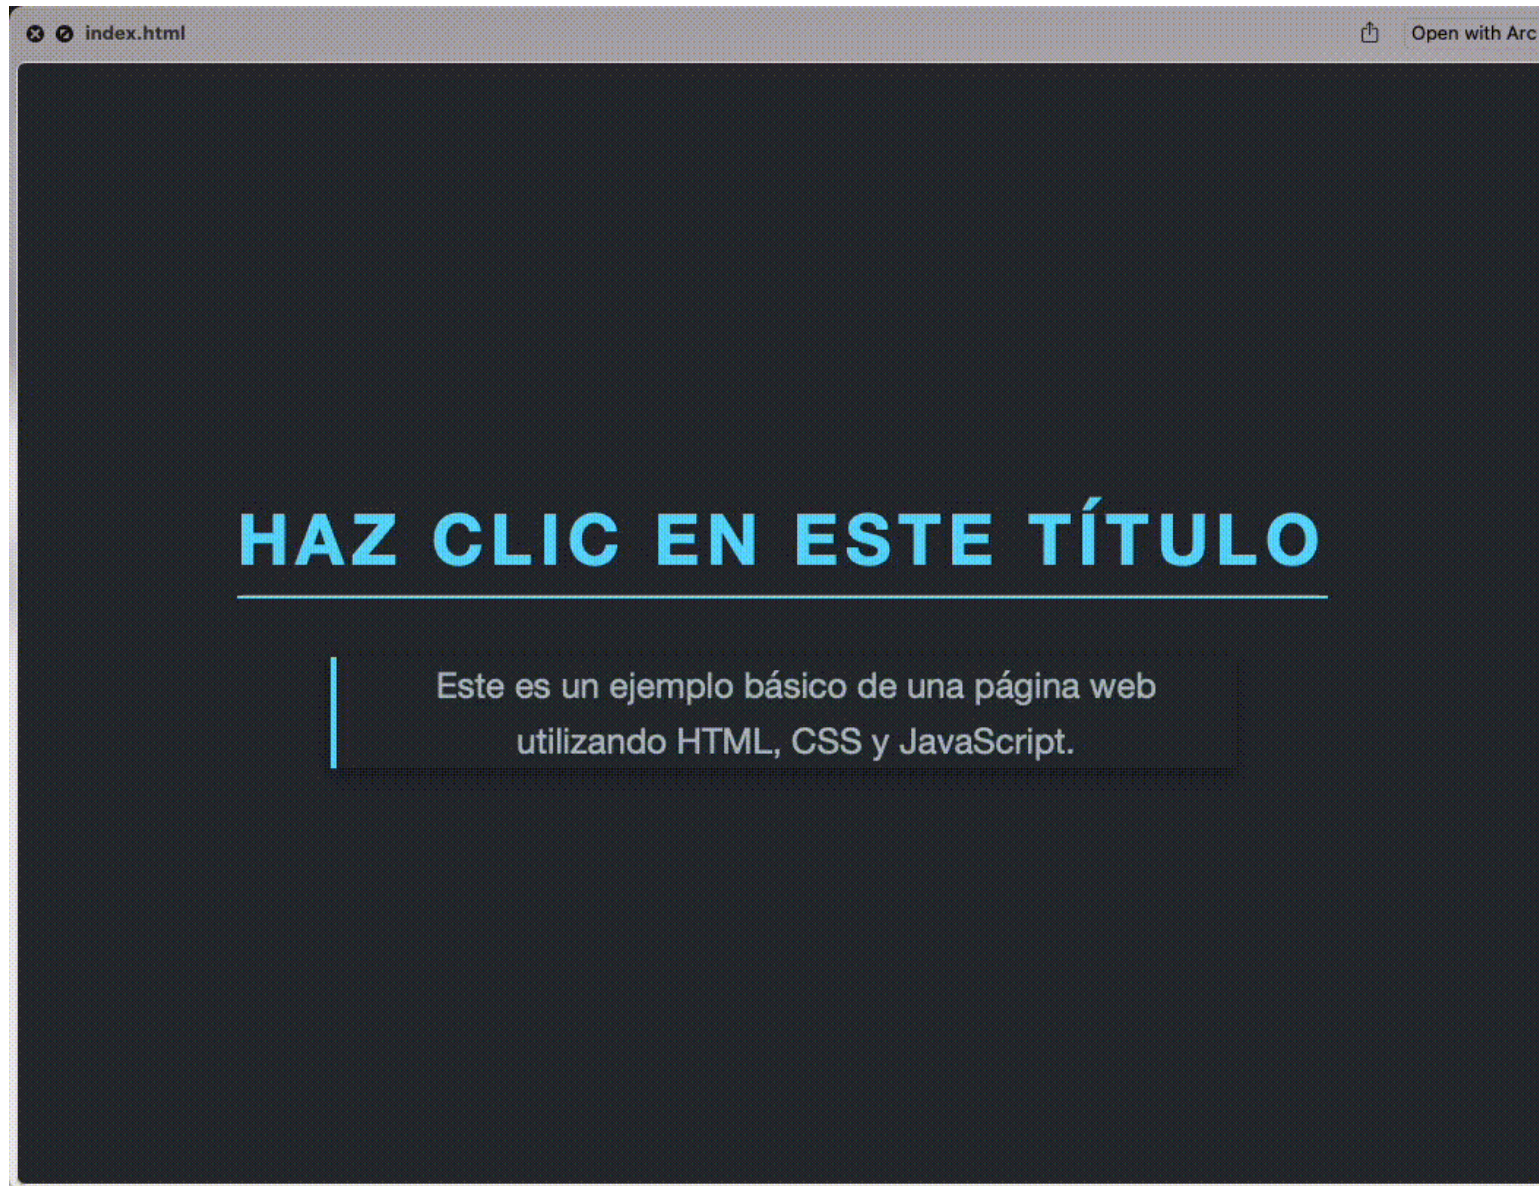 index.html
Open with Arc
HAZ CLIC EN ESTE TÍTULO
Este es un ejemplo básico de una página web
utilizando HTML, CSS y JavaScript.